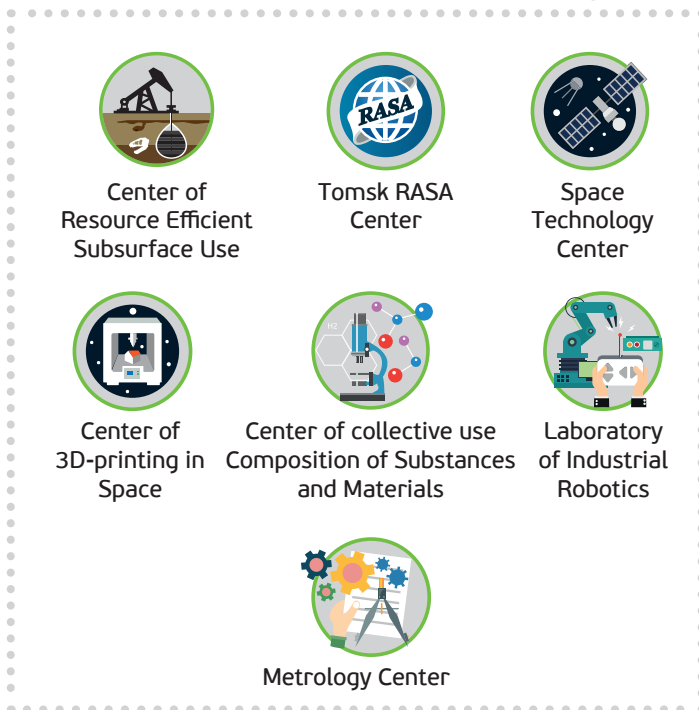 RASA
Center of
Resource Efficient
Subsurface Use
Tomsk RASA
Center
Space
Technology
Center
H2
Center of
3D-printing in
Space
Center of collective use
Composition of Substances
and Materials
Laboratory
of Industrial
Robotics
Metrology Center